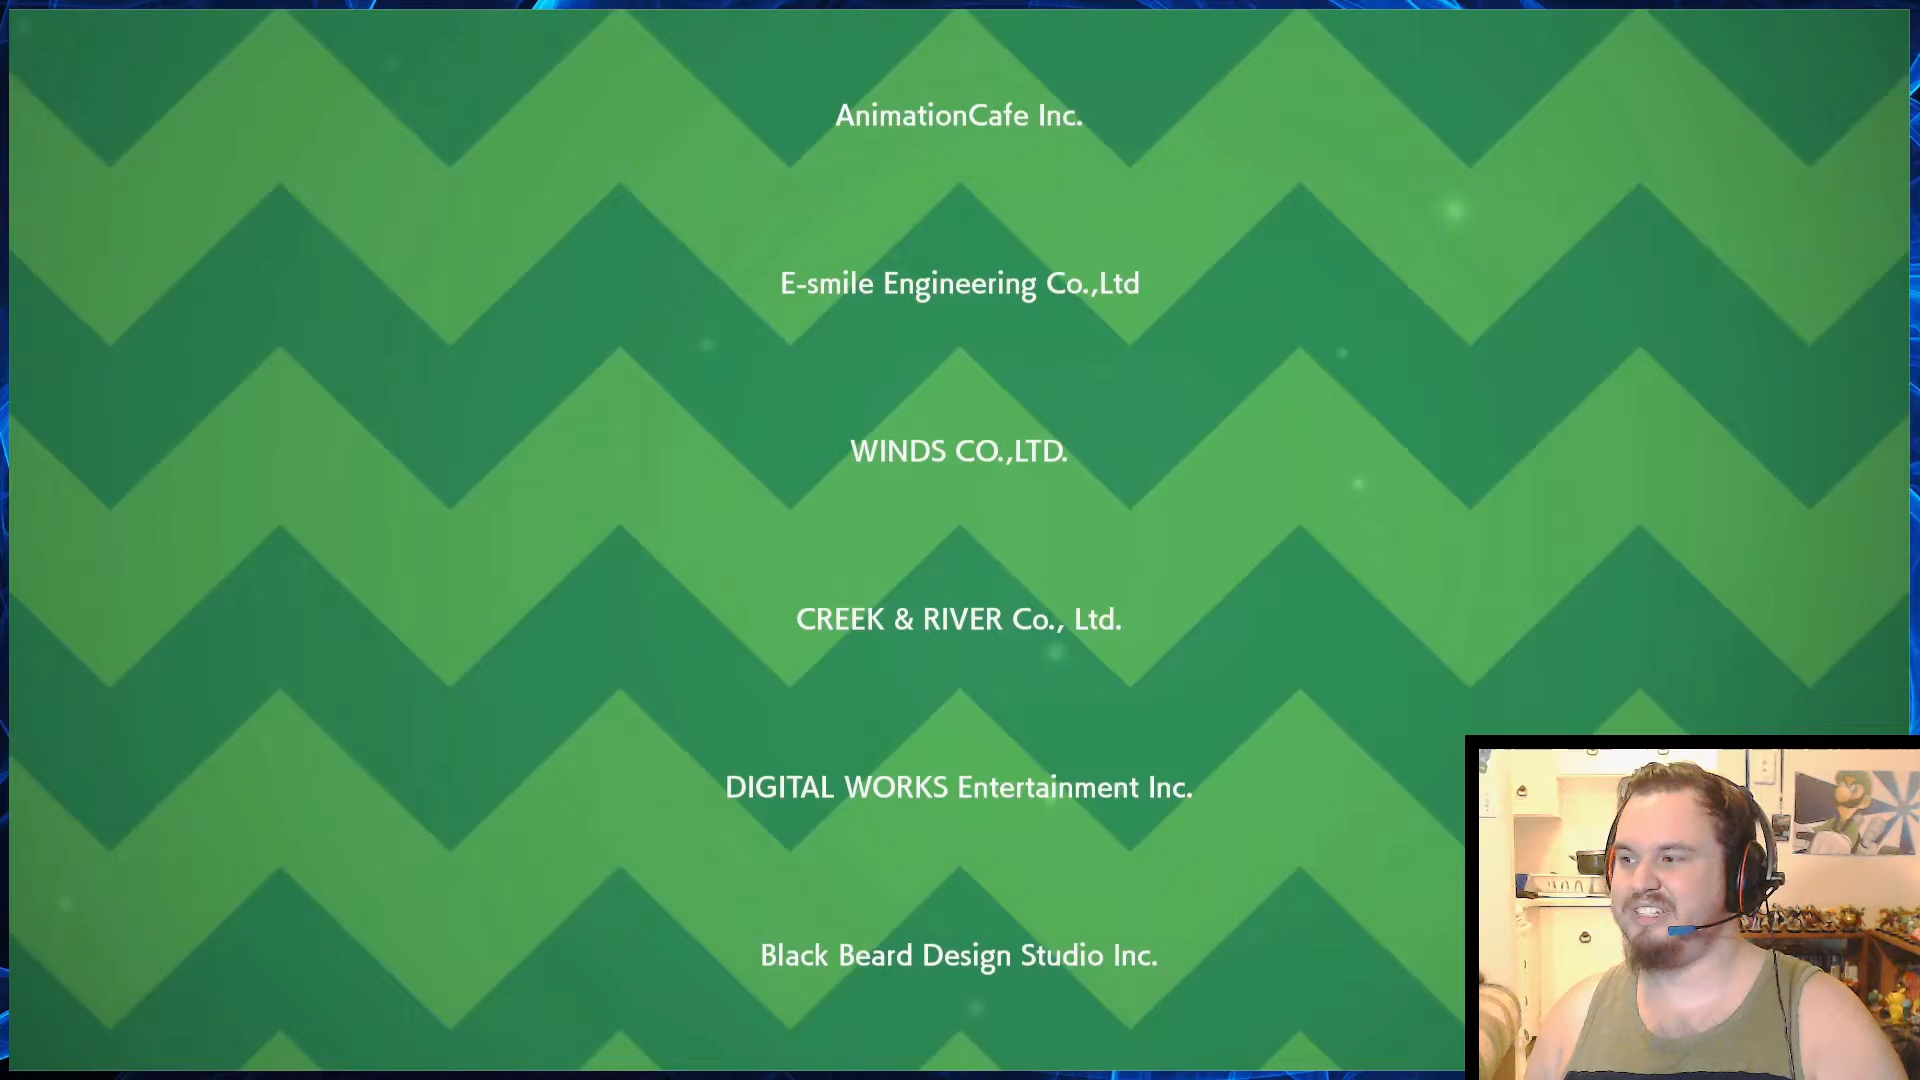 AnimationCafe Inc.
E-smile Engineering Co.,Ltd
WINDS CO.,LTD.
CREEK & RIVER Co., Ltd.
DIGITAL WORKS Entertainment Inc.
Black Beard Design Studio Inc.